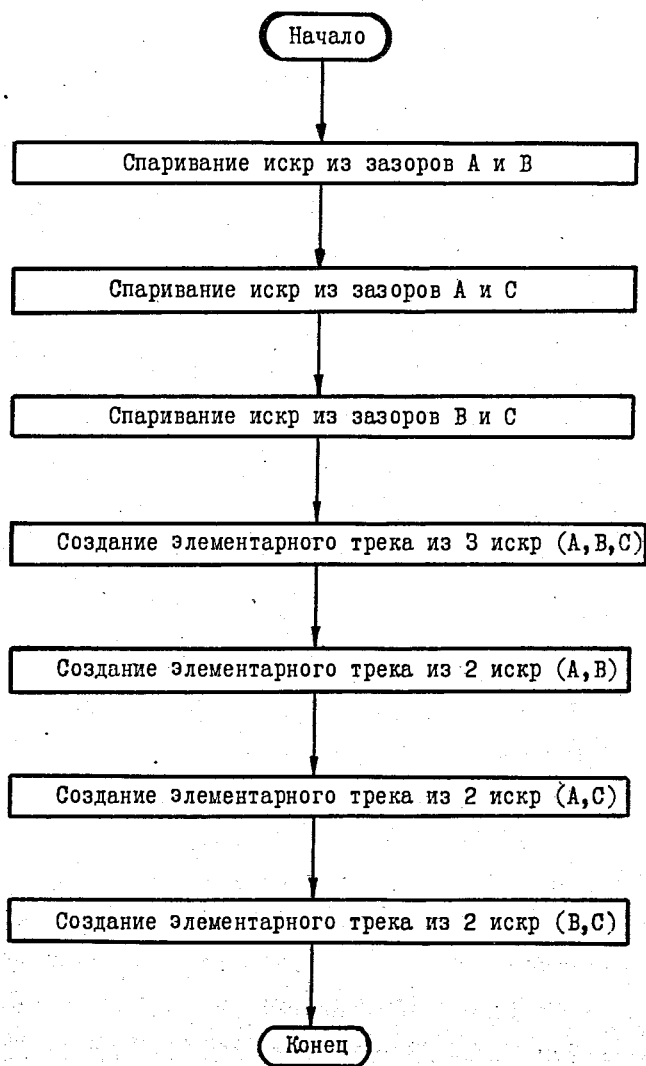 Начало
Спаривание искр из зазоров А и В
Спаривание искр из зазоров А и С
Спаривание искр из зазоров В и С
Создание элементарного трека из 3 искр (А,В,С)
Создание элементарного трека из 2 искр (А,В)
Создание элементарного трека из 2 искр (А,С)
Создание элементарного трека из 2 искр (В,С)
Конец